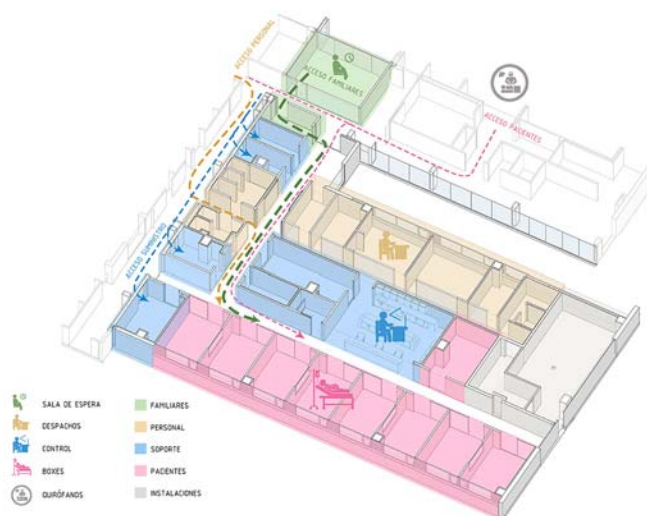 ACCESO PERSONAL
ACCESO FAMILIARES
ACCESO PACIENTES
ACCESO SUMINISTRO
SALA DE ESPERA
DESPACHOS
CONTROL
BOXES
QUIRÓFANOS
FAMILIARES
PERSONAL
SOPORTE
PACIENTES
INSTALACIONES